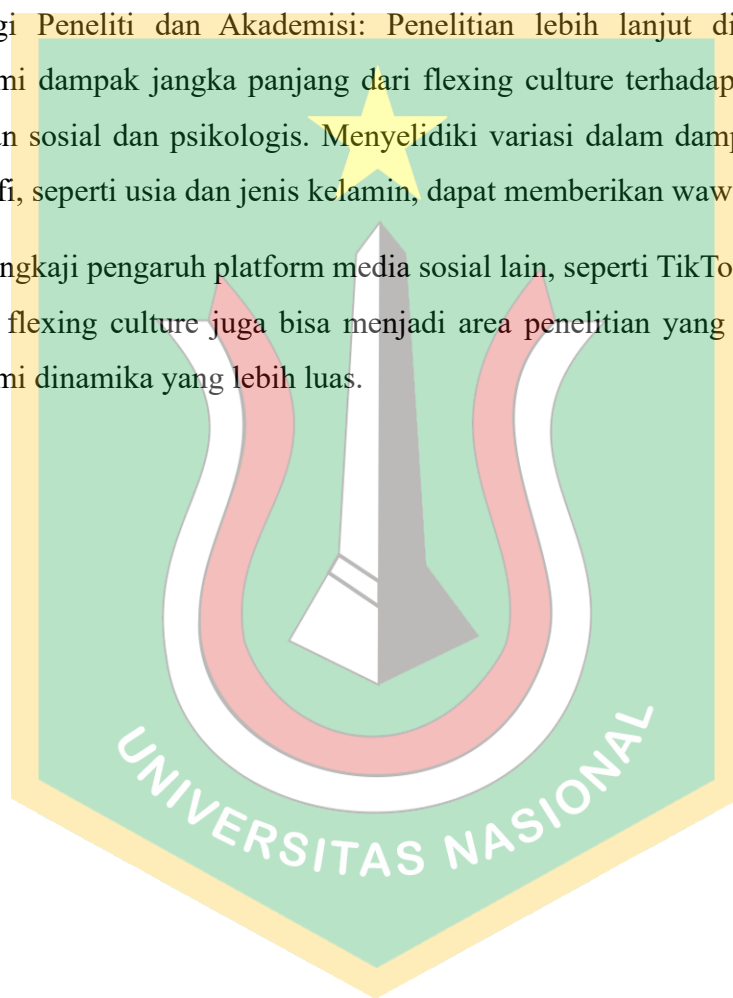 gi Peneliti dan Akademisi: Penelitian lebih lanjut di
mi dampak jangka panjang dari flexing culture terhadap
n sosial dan psikologis. Menyelidiki variasi dalam damp
fi, seperti usia dan jenis kelamin, dapat memberikan waw
ngkaji pengaruh platform media sosial lain, seperti TikTo
flexing culture juga bisa menjadi area penelitian yang
mi dinamika yang lebih luas.
UNIVERSITAS NASIONAL